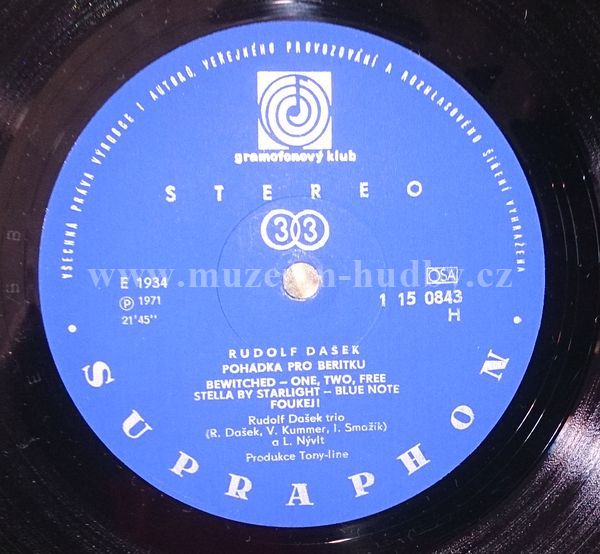 VŠECHNA PRÁVA VÝROBCE I AUTORŮ, VEŘEJNÉHO PROVOZOVÁNÍ A ROZHLASOVÉHO ŠÍŘENÍ VYHRAŽENA
gramofonový klub
STEREO
33
www.muzeum-hudby.cz
E 1934
Ⓟ 1971
21'45''
OSA
1 15 0843
H
RUDOLF DAŠEK
POHÁDKA PRO BERITKU
BEWITCHED – ONE, TWO, FREE
STELLA BY STARLIGHT – BLUE NOTE
FOUKEJ!
Rudolf Dašek trio
(R. Dašek, V. Kummer, I. Smažík)
a L. Nývlt
Produkce Tony-line
• SUPRAPHON •